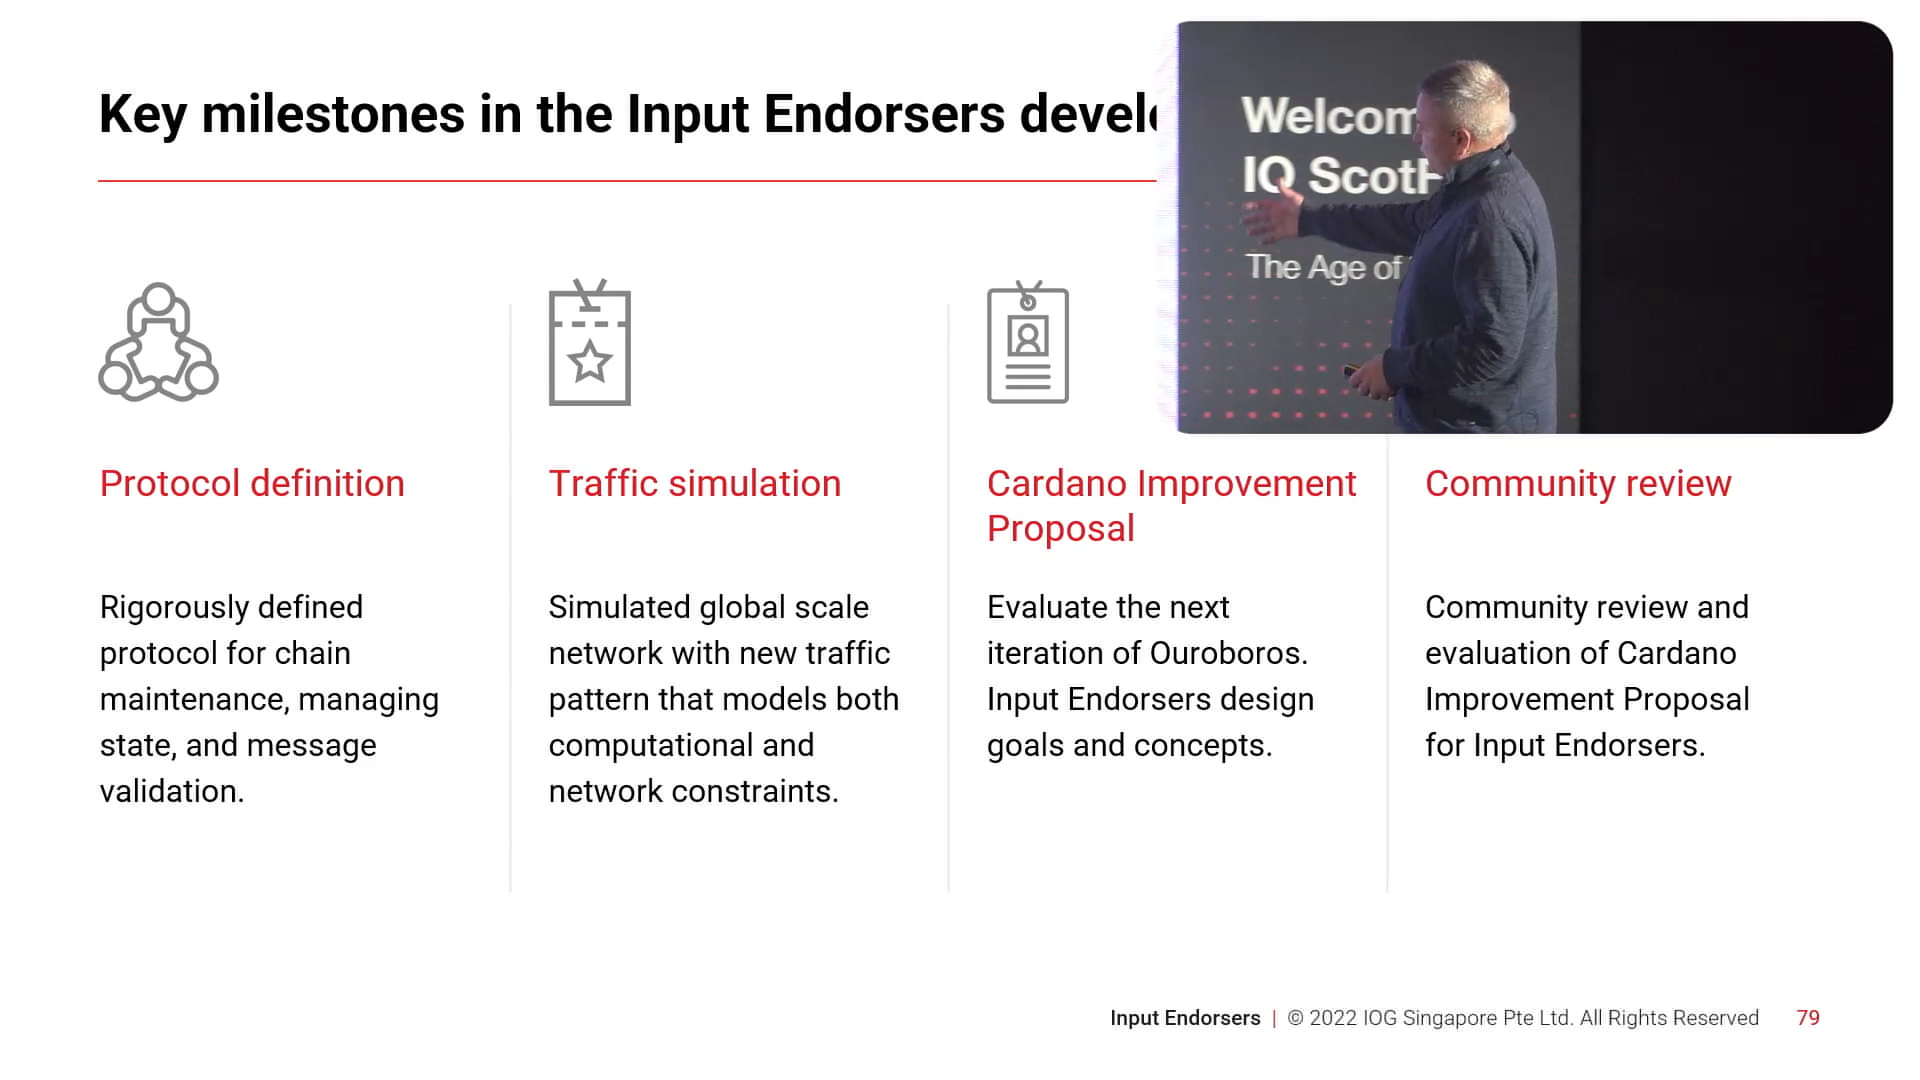 Key milestones in the Input Endorsers
Welcom
IO Scot
The Age of
Protocol definition
Rigorously defined
protocol for chain
maintenance, managing
state, and message
validation.
Traffic simulation
Simulated global scale
network with new traffic
pattern that models both
computational and
network constraints.
Cardano Improvement
Proposal
Evaluate the next
iteration of Ouroboros.
Input Endorsers design
goals and concepts.
Community review
Community review and
evaluation of Cardano
Improvement Proposal
for Input Endorsers.
Input Endorsers | © 2022 IOG Singapore Pte Ltd. All Rights Reserved 79